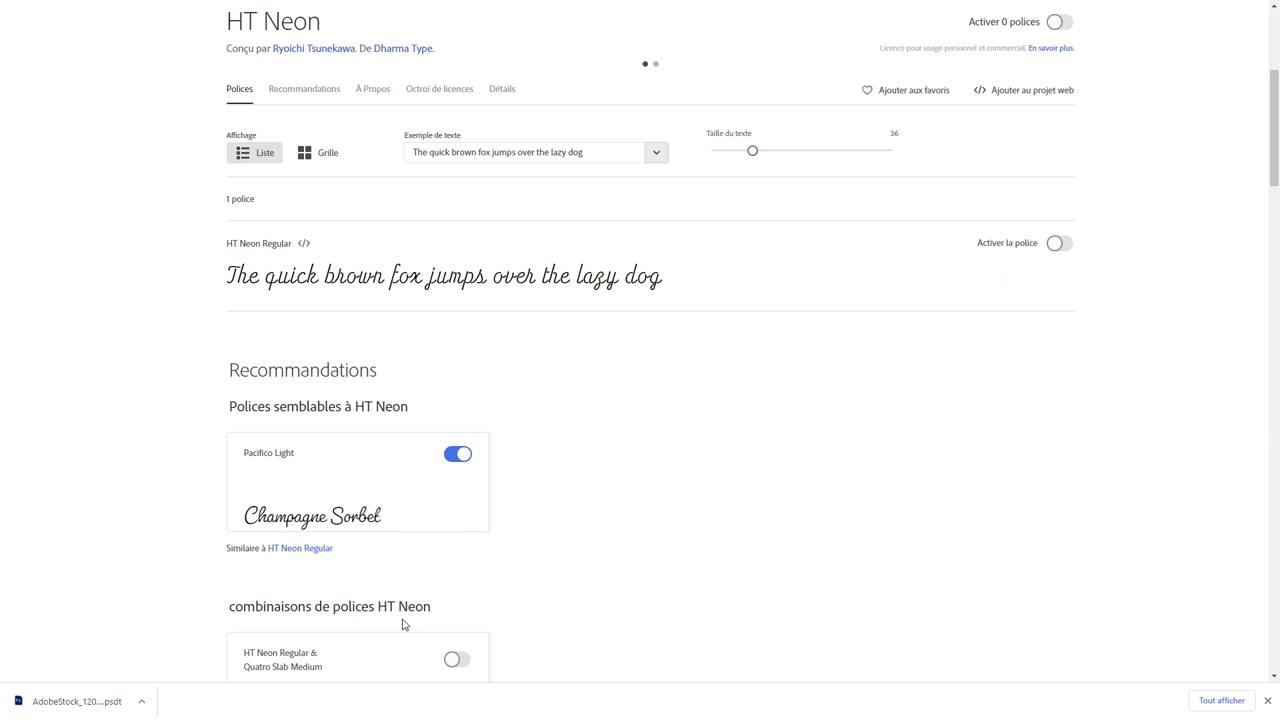 HT Neon
Activer 0 polices
Conçu par Ryoichi Tsunekawa. De Dharma Type.
Licence pour usage personnel et commercial. En savoir plus.
Polices Recommandations À Propos Octroi de licences Détails
Ajouter aux favoris </> Ajouter au projet web
Affichage
Exemple de texte
Taille du texte 36
Liste Grille
The quick brown fox jumps over the lazy dog
1 police
HT Neon Regular </>
Activer la police
The quick brown fox jumps over the lazy dog
Recommandations
Polices semblables à HT Neon
Pacifico Light
Champagne Sorbet
Similaire à HT Neon Regular
combinaisons de polices HT Neon
HT Neon Regular &
Quatro Slab Medium
AdobeStock_120....psdt
Tout afficher